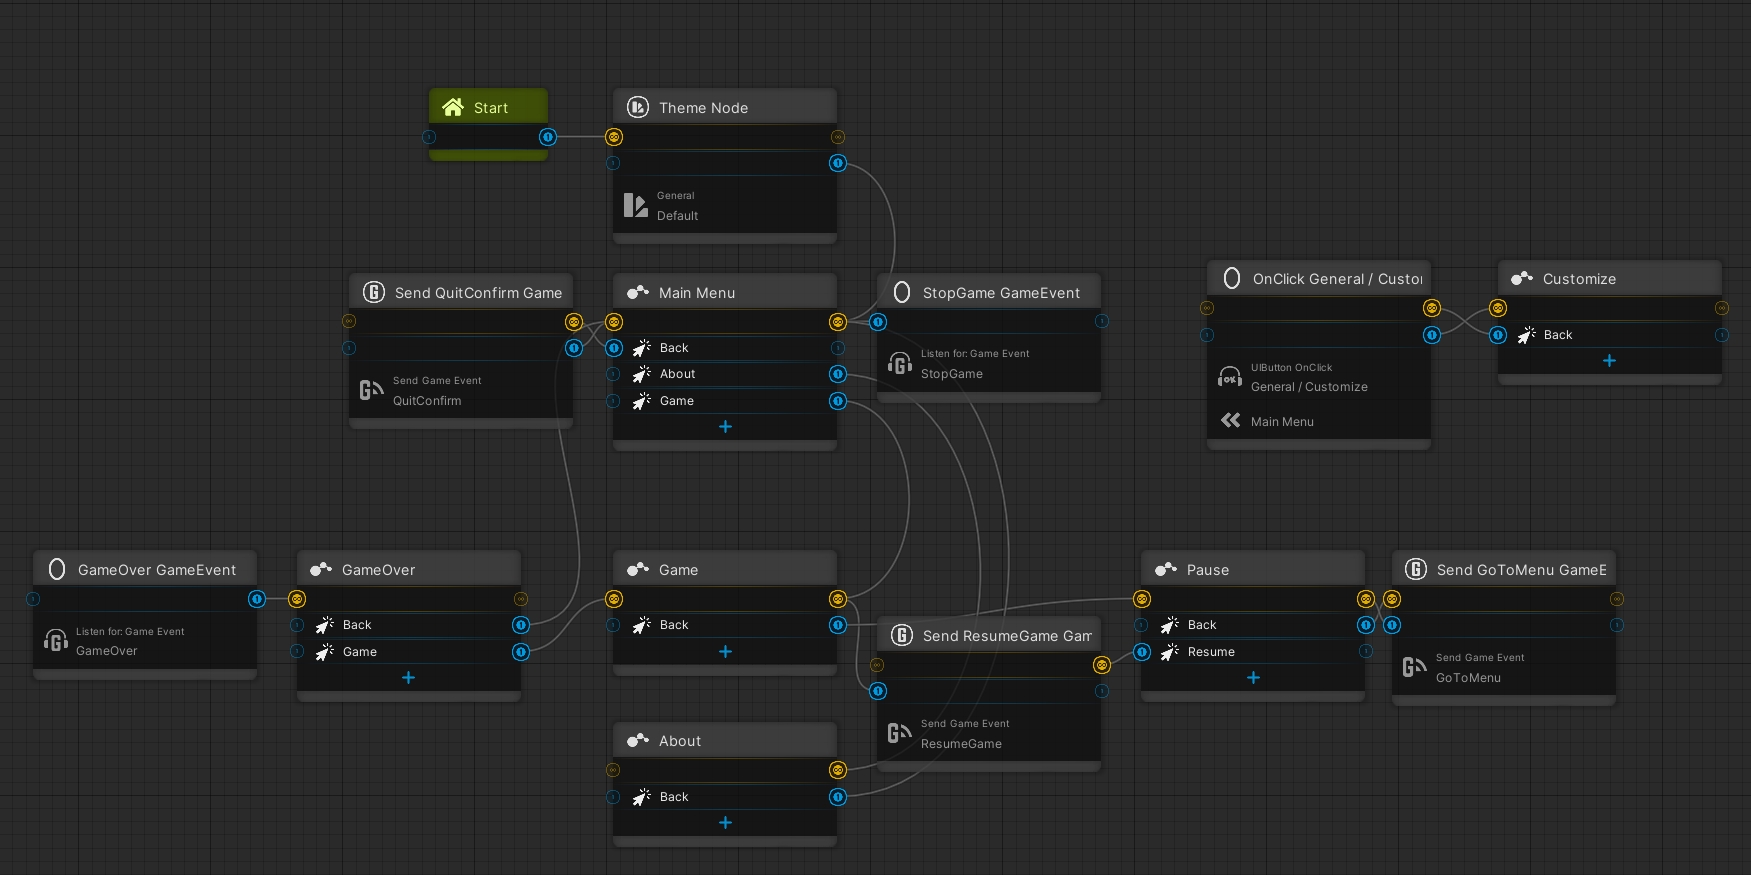 Start
Theme Node
General
Default
Send QuitConfirm Game
Send Game Event
QuitConfirm
Main Menu
Back
About
Game
StopGame GameEvent
Listen for: Game Event
StopGame
OnClick General / Custo
UIButton OnClick
General / Customize
Main Menu
Customize
Back
GameOver GameEvent
Listen for: Game Event
GameOver
GameOver
Back
Game
Game
Back
Send ResumeGame Gam
Send Game Event
ResumeGame
Pause
Back
Resume
Send GoToMenu GameE
Send Game Event
GoToMenu
About
Back